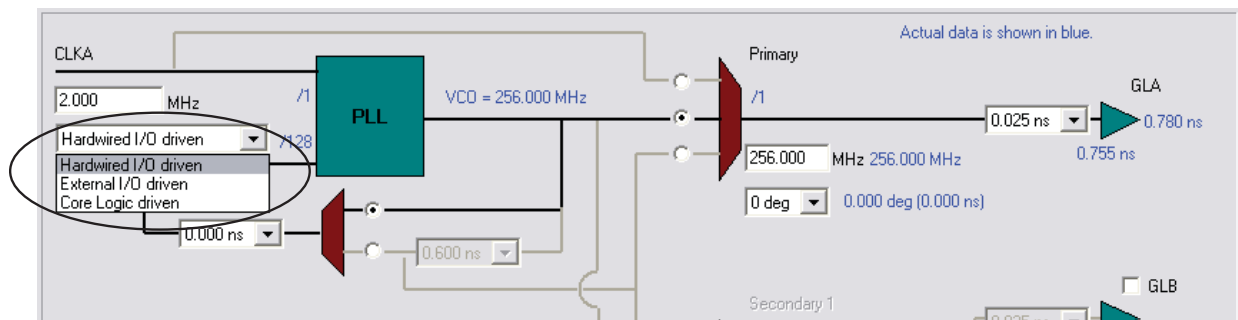 Actual data is shown in blue.
CLKA
Primary
2.000 MHz
/1
PLL
VCO = 256.000 MHz
/1
GLA
Hardwired I/O driven
/128
0.025 ns
0.780 ns
0.755 ns
Hardwired I/O driven
External I/O driven
Core Logic driven
256.000 MHz 256.000 MHz
0 deg
0.000 deg (0.000 ns)
0.000 ns
0.600 ns
GLB
Secondary 1
0.025 ns